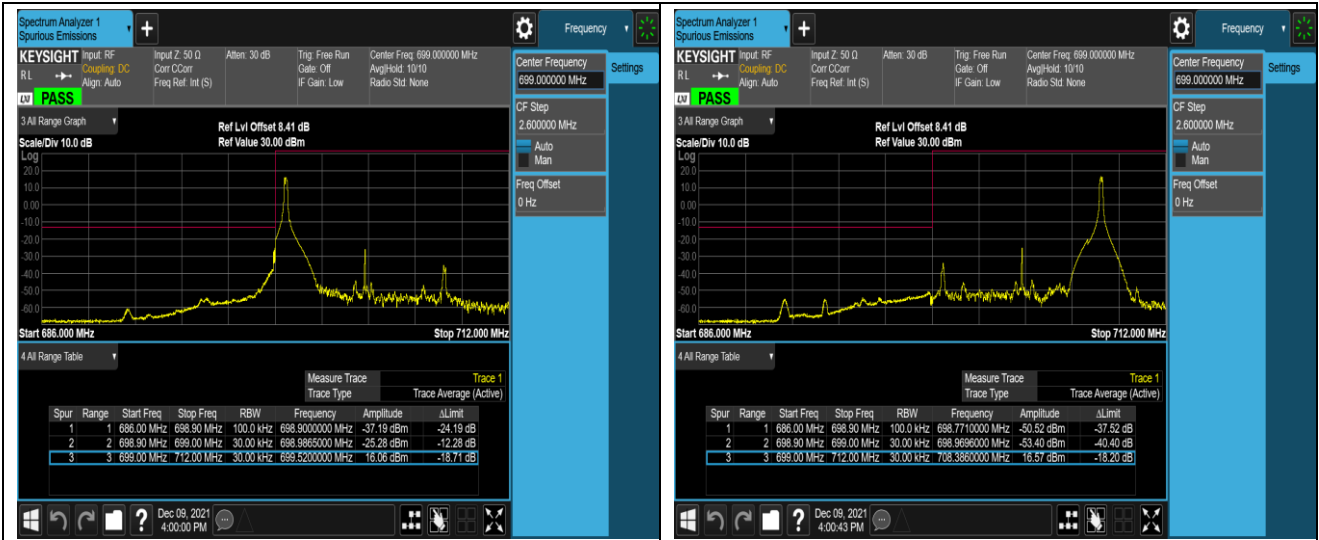 Spectrum Analyzer 1
Spurious Emissions
+
Frequency
KEYSIGHT
RL
Input: RF
Coupling: DC
Align: Auto
Input Z: 50 Ω
Corr CCorr
Freq Ref: Int (S)
Atten: 30 dB
Trig: Free Run
Gate: Off
IF Gain: Low
Center Freq: 699.000000 MHz
Avg|Hold: 10/10
Radio Std: None
LXI PASS
Center Frequency
699.000000 MHz
Settings
CF Step
2.600000 MHz
Auto
Man
Freq Offset
0 Hz
3 All Range Graph
Scale/Div 10.0 dB
Ref Lvl Offset 8.41 dB
Ref Value 30.00 dBm
Log
20.0
10.0
0.00
-10.0
-20.0
-30.0
-40.0
-50.0
-60.0
Start 686.000 MHz
Stop 712.000 MHz
4 All Range Table
Measure Trace Trace 1
Trace Type Trace Average (Active)
Spur Range Start Freq Stop Freq RBW Frequency Amplitude ΔLimit
1 1 686.00 MHz 698.90 MHz 100.0 kHz 698.9000000 MHz -37.19 dBm -24.19 dB
2 2 698.90 MHz 699.00 MHz 30.00 kHz 698.9865000 MHz -25.28 dBm -12.28 dB
3 3 699.00 MHz 712.00 MHz 30.00 kHz 699.5200000 MHz 16.06 dBm -18.71 dB
?
Dec 09, 2021
4:00:00 PM
Spectrum Analyzer 1
Spurious Emissions
+
Frequency
KEYSIGHT
RL
Input: RF
Coupling: DC
Align: Auto
Input Z: 50 Ω
Corr CCorr
Freq Ref: Int (S)
Atten: 30 dB
Trig: Free Run
Gate: Off
IF Gain: Low
Center Freq: 699.000000 MHz
Avg|Hold: 10/10
Radio Std: None
LXI PASS
Center Frequency
699.000000 MHz
Settings
CF Step
2.600000 MHz
Auto
Man
Freq Offset
0 Hz
3 All Range Graph
Scale/Div 10.0 dB
Ref Lvl Offset 8.41 dB
Ref Value 30.00 dBm
Log
20.0
10.0
0.00
-10.0
-20.0
-30.0
-40.0
-50.0
-60.0
Start 686.000 MHz
Stop 712.000 MHz
4 All Range Table
Measure Trace Trace 1
Trace Type Trace Average (Active)
Spur Range Start Freq Stop Freq RBW Frequency Amplitude ΔLimit
1 1 686.00 MHz 698.90 MHz 100.0 kHz 698.7710000 MHz -50.52 dBm -37.52 dB
2 2 698.90 MHz 699.00 MHz 30.00 kHz 698.9696000 MHz -53.40 dBm -40.40 dB
3 3 699.00 MHz 712.00 MHz 30.00 kHz 708.3860000 MHz 16.57 dBm -18.20 dB
?
Dec 09, 2021
4:00:43 PM